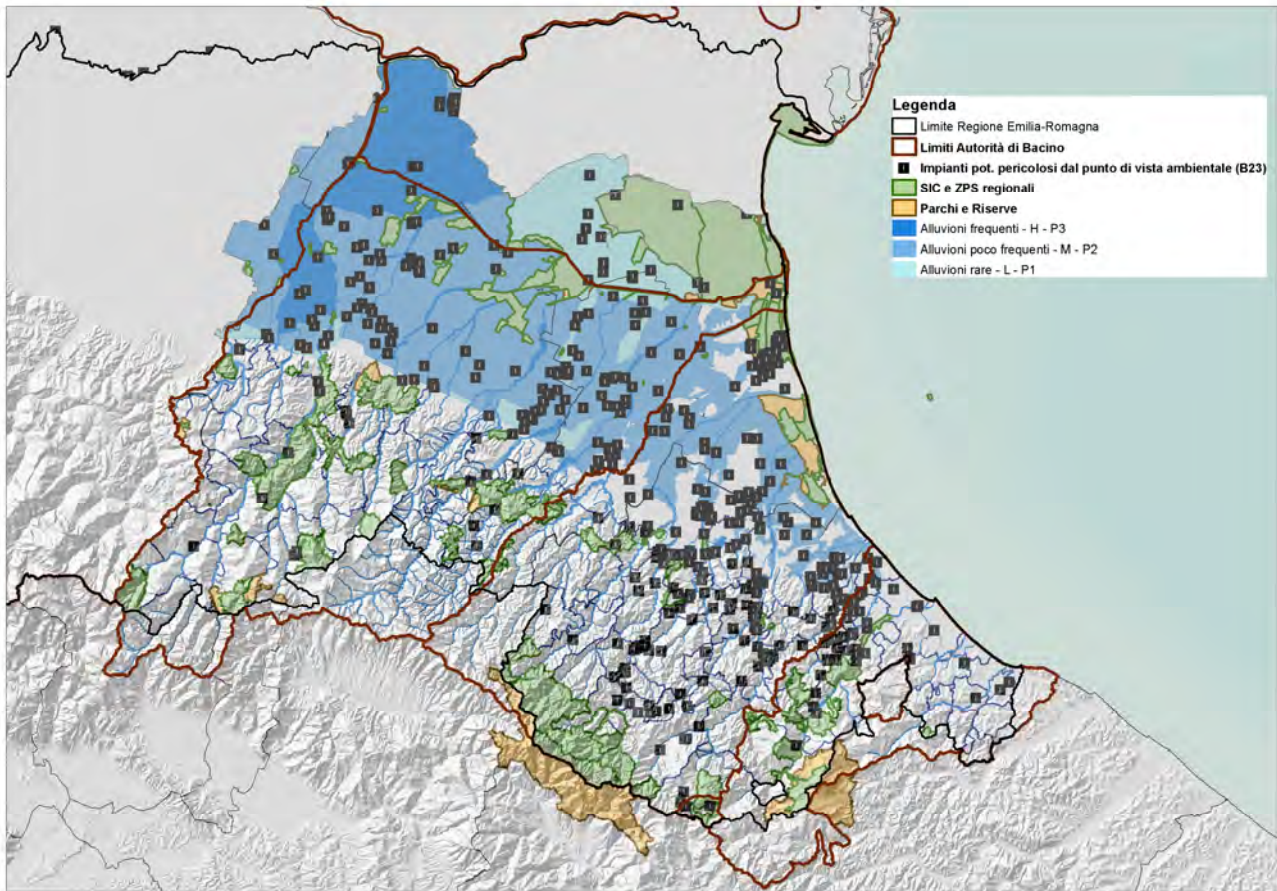 Legenda
Limite Regione Emilia-Romagna
Limiti Autorità di Bacino
Impianti pot. pericolosi dal punto di vista ambientale (B23)
SIC e ZPS regionali
Parchi e Riserve
Alluvioni frequenti - H - P3
Alluvioni poco frequenti - M - P2
Alluvioni rare - L - P1